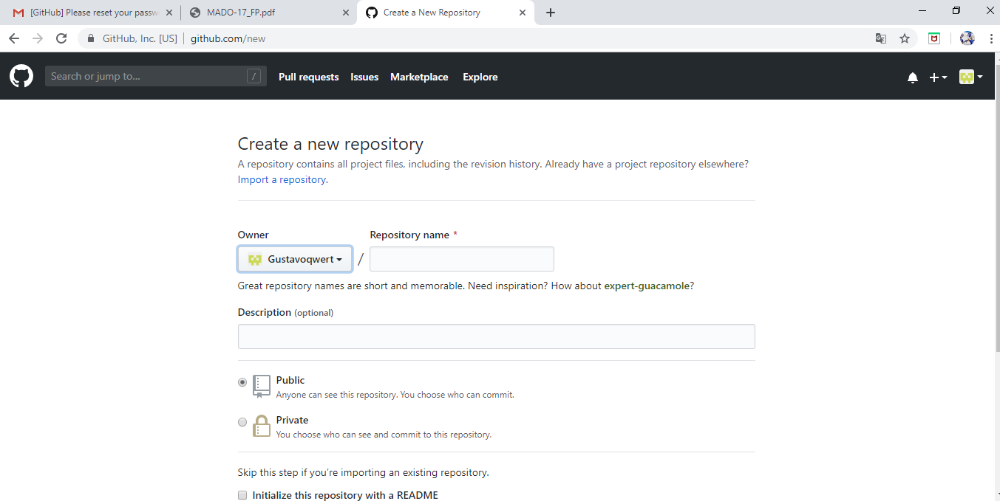 [GitHub] Please reset your passw
MADO-17_FP.pdf
Create a New Repository
GitHub, Inc. [US]
github.com/new
Search or jump to...
/
Pull requests
Issues
Marketplace
Explore
Create a new repository
A repository contains all project files, including the revision history. Already have a project repository elsewhere?
Import a repository.
Owner
Repository name *
Gustavoqwert
/
Great repository names are short and memorable. Need inspiration? How about expert-guacamole?
Description (optional)
Public
Anyone can see this repository. You choose who can commit.
Private
You choose who can see and commit to this repository.
Skip this step if you're importing an existing repository.
Initialize this repository with a README